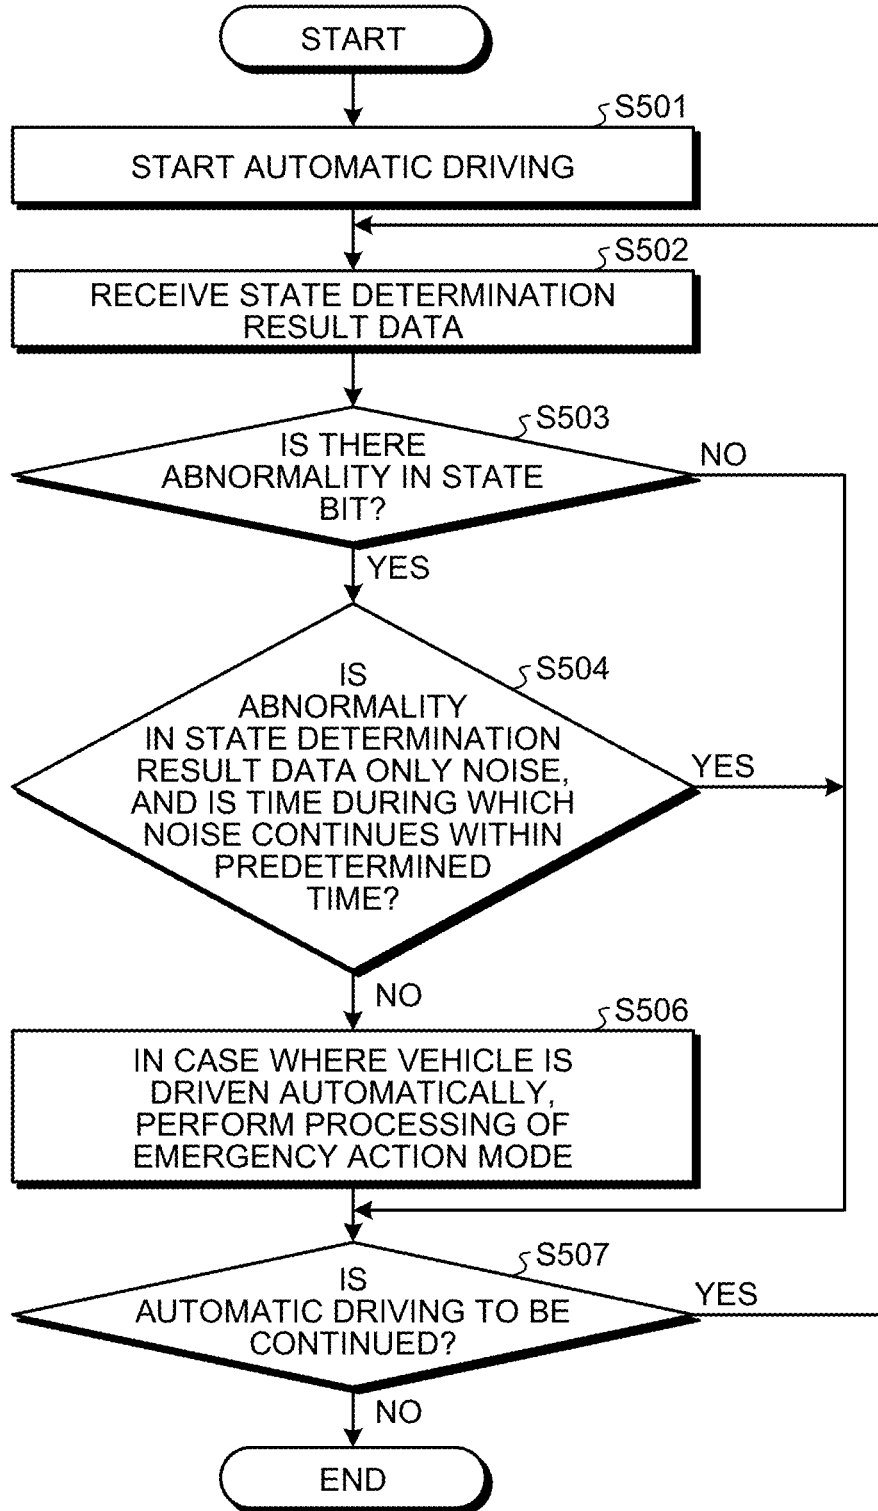 START
S501
START AUTOMATIC DRIVING
S502
RECEIVE STATE DETERMINATION
RESULT DATA
S503
IS THERE
ABNORMALITY IN STATE
BIT?
NO
YES
S504
IS
ABNORMALITY
IN STATE DETERMINATION
RESULT DATA ONLY NOISE,
AND IS TIME DURING WHICH
NOISE CONTINUES WITHIN
PREDETERMINED
TIME?
YES
NO
S506
IN CASE WHERE VEHICLE IS
DRIVEN AUTOMATICALLY,
PERFORM PROCESSING OF
EMERGENCY ACTION MODE
S507
IS
AUTOMATIC DRIVING TO BE
CONTINUED?
YES
NO
END